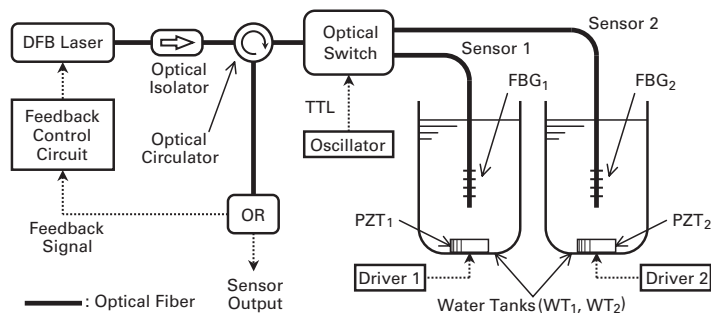 DFB Laser
Optical
Isolator
Optical
Switch
Sensor 2
Sensor 1
Feedback
Control
Circuit
Optical
Circulator
TTL
Oscillator
FBG₁
FBG₂
Feedback
Signal
OR
PZT₁
PZT₂
Sensor
Output
Driver 1
Driver 2
: Optical Fiber
Water Tanks (WT₁, WT₂)